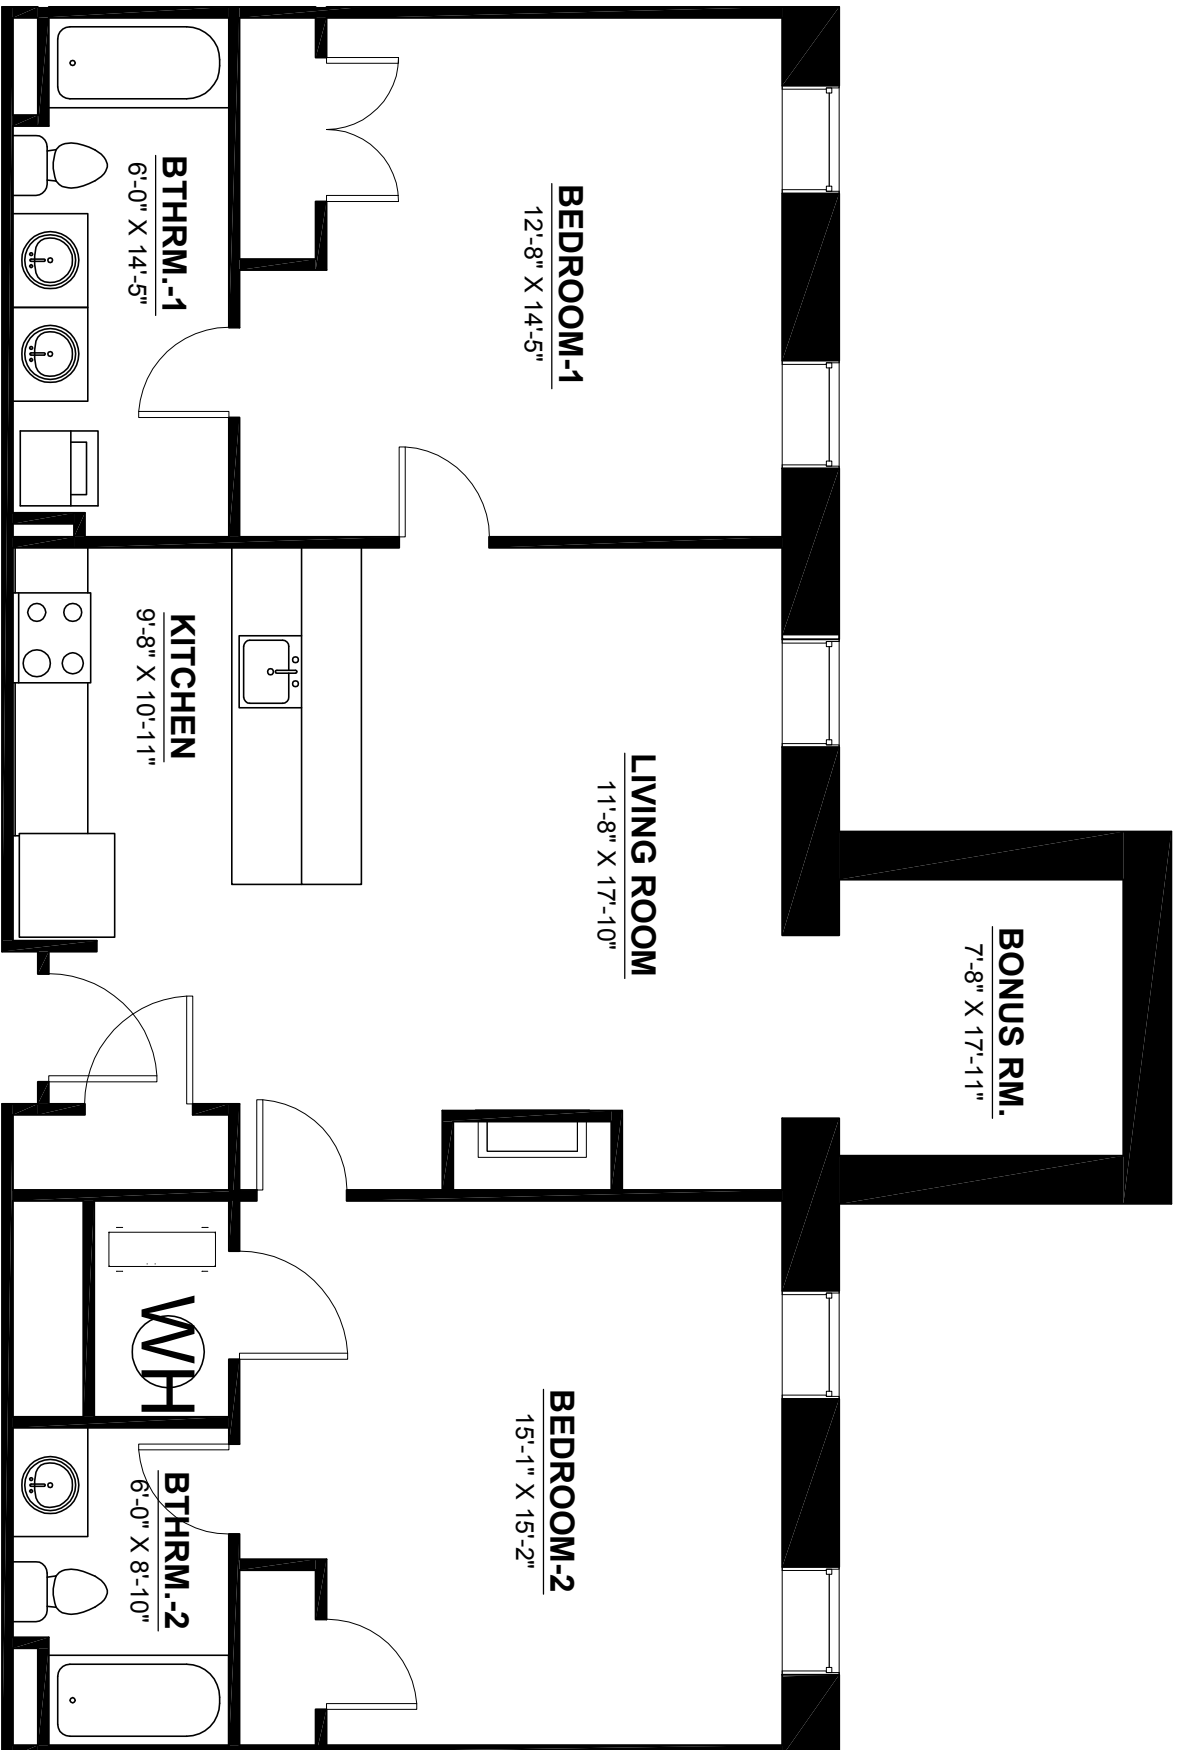 BTHRM.-1
6'-0" X 14'-5"
BEDROOM-1
12'-8" X 14'-5"
KITCHEN
9'-8" X 10'-11"
LIVING ROOM
11'-8" X 17'-10"
BONUS RM.
7'-8" X 17'-11"
WH
BTHRM.-2
6'-0" X 8'-10"
BEDROOM-2
15'-1" X 15'-2"